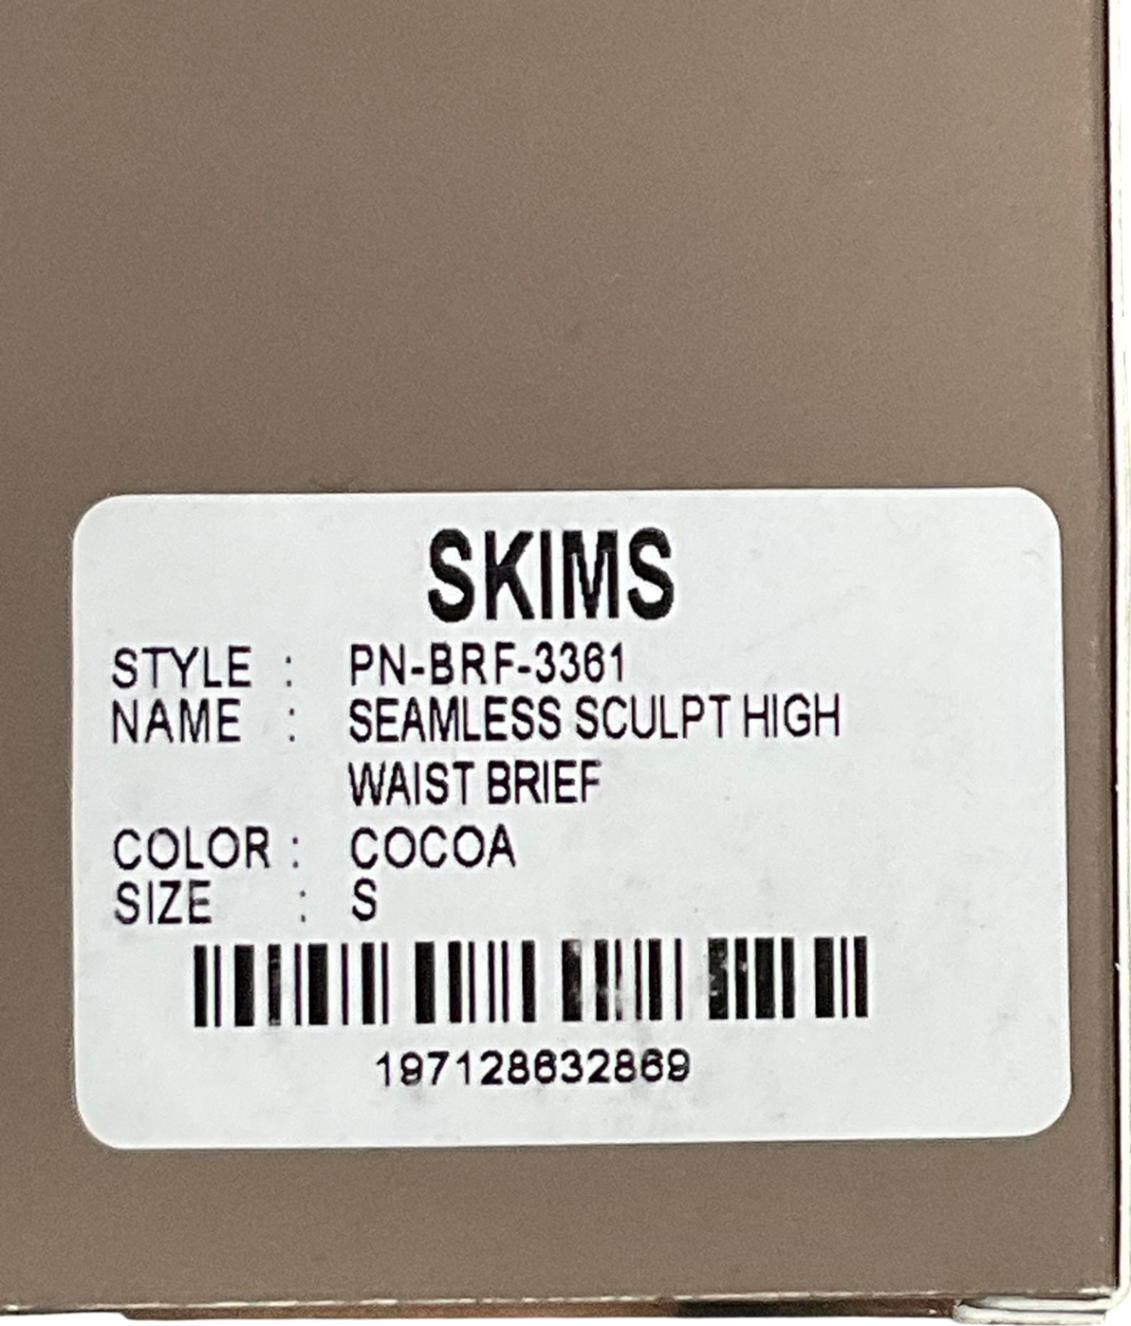 SKIMS
STYLE : PN-BRF-3361
NAME : SEAMLESS SCULPT HIGH
WAIST BRIEF
COLOR : COCOA
SIZE : S
197128632869